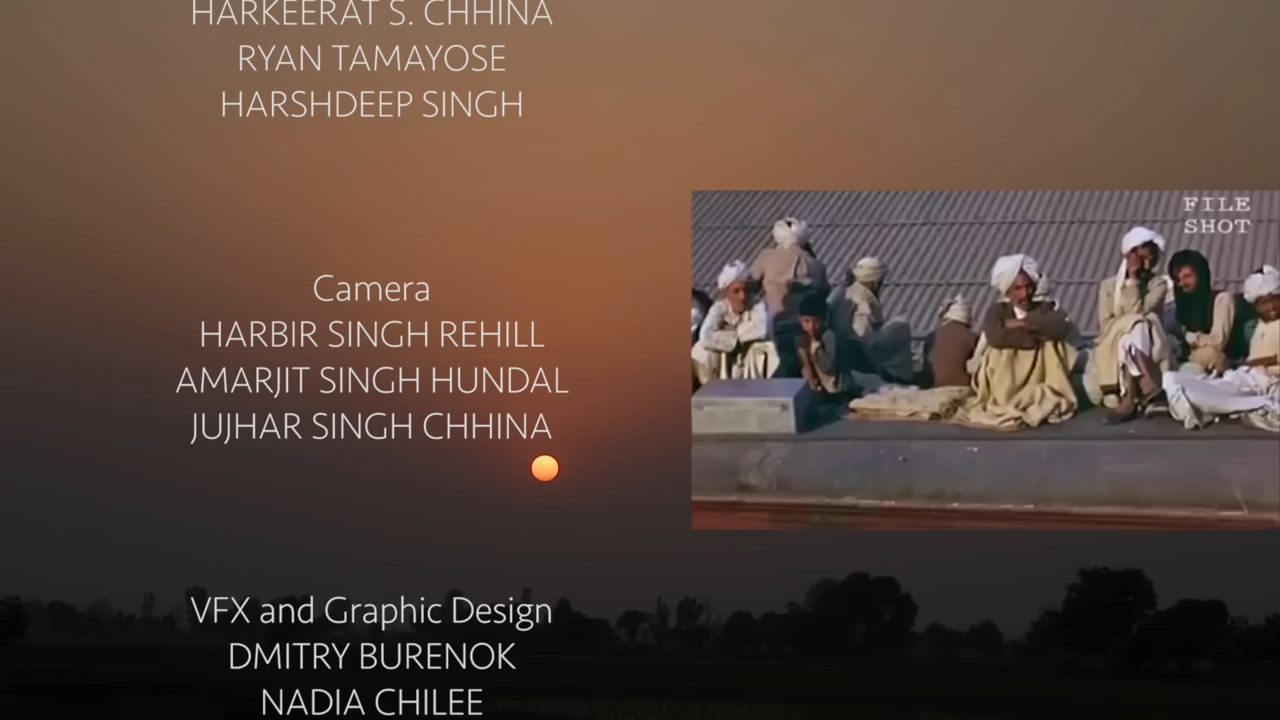 HARKEERAT S. CHHINA
RYAN TAMAYOSE
HARSHDEEP SINGH
Camera
HARBIR SINGH REHILL
AMARJIT SINGH HUNDAL
JUJHAR SINGH CHHINA
VFX and Graphic Design
DMITRY BURENOK
NADIA CHILEE
FILE
SHOT